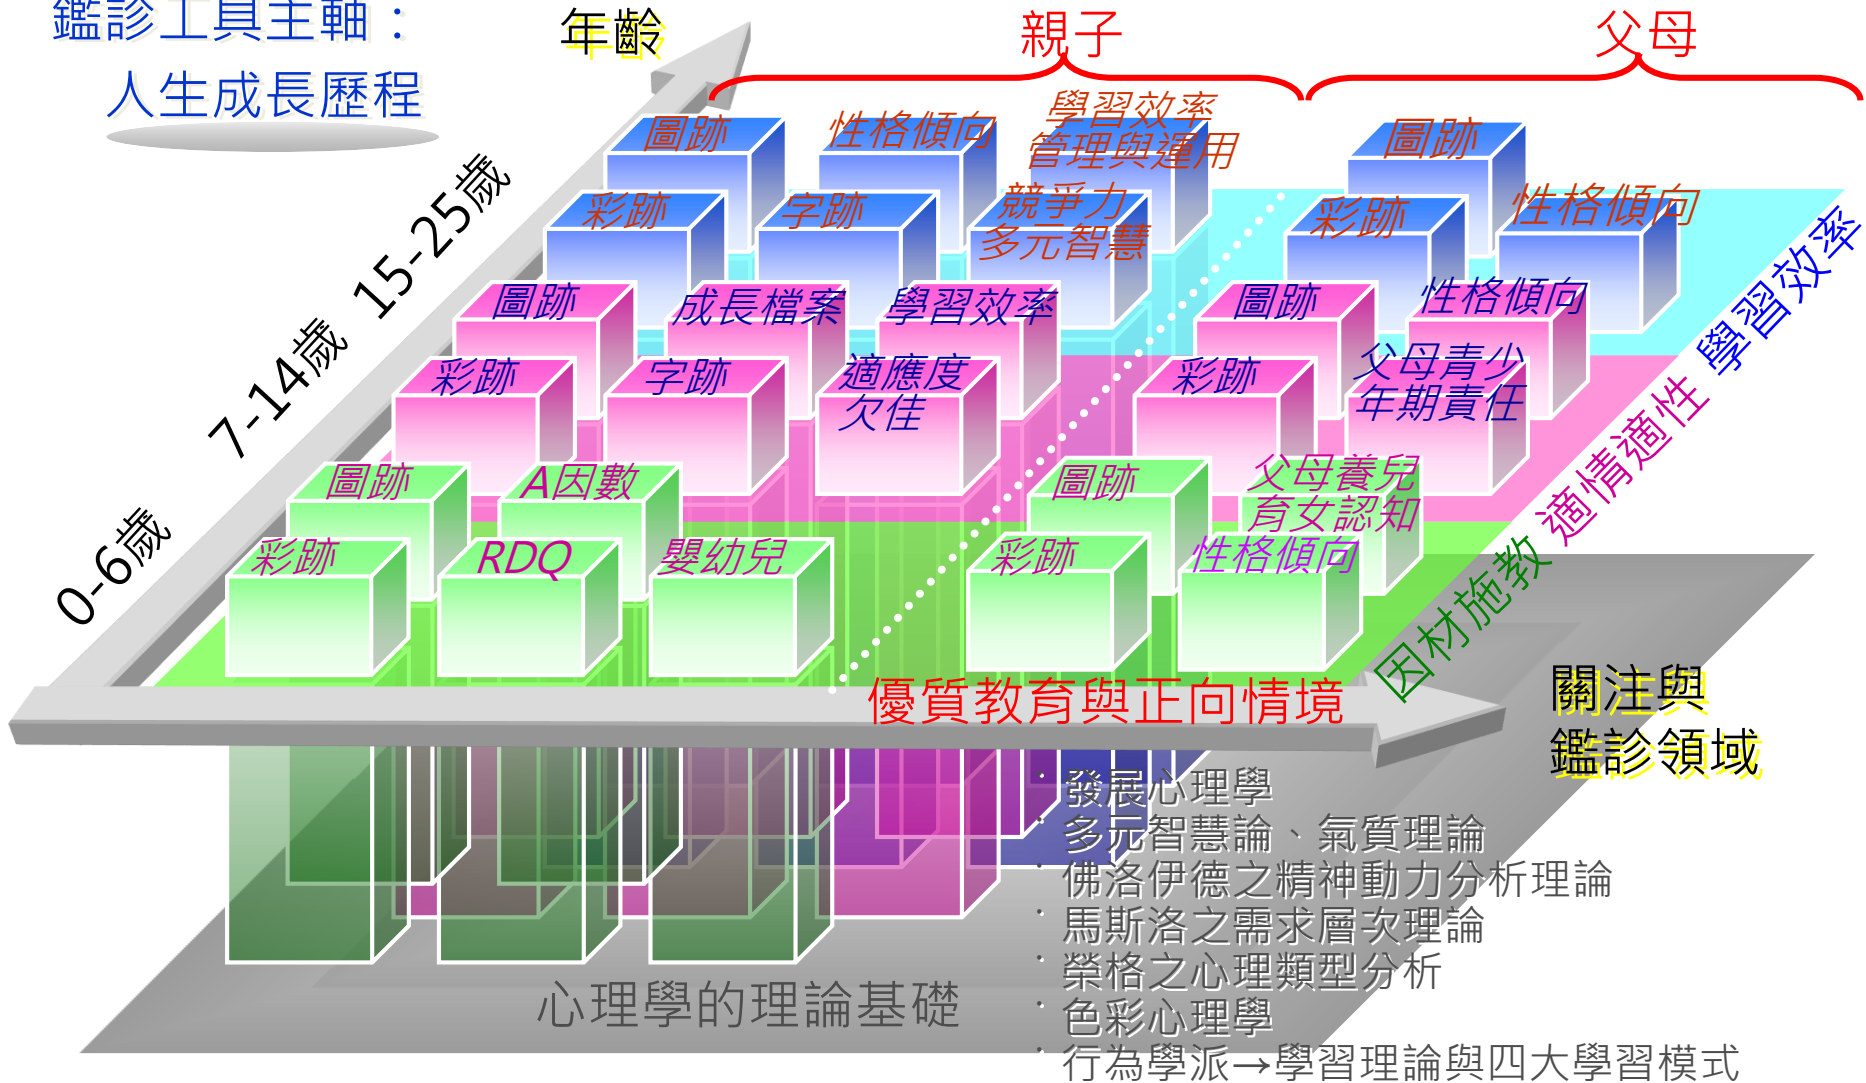 鑑診工具主軸：
人生成長歷程
年齡
親子
父母
15-25歲
7-14歲
0-6歲
圖跡
性格傾向
學習效率
管理與運用
圖跡
彩跡
字跡
競爭力
多元智慧
彩跡
性格傾向
圖跡
成長檔案
學習效率
圖跡
性格傾向
彩跡
字跡
適應度
欠佳
彩跡
父母青少
年期責任
圖跡
A因數
圖跡
父母養兒
育女認知
彩跡
RDQ
嬰幼兒
彩跡
性格傾向
學習效率
適情適性
因材施教
優質教育與正向情境
關注與
鑑診領域
心理學的理論基礎
˙發展心理學
˙多元智慧論、氣質理論
˙佛洛伊德之精神動力分析理論
˙馬斯洛之需求層次理論
˙榮格之心理類型分析
˙色彩心理學
˙行為學派→學習理論與四大學習模式